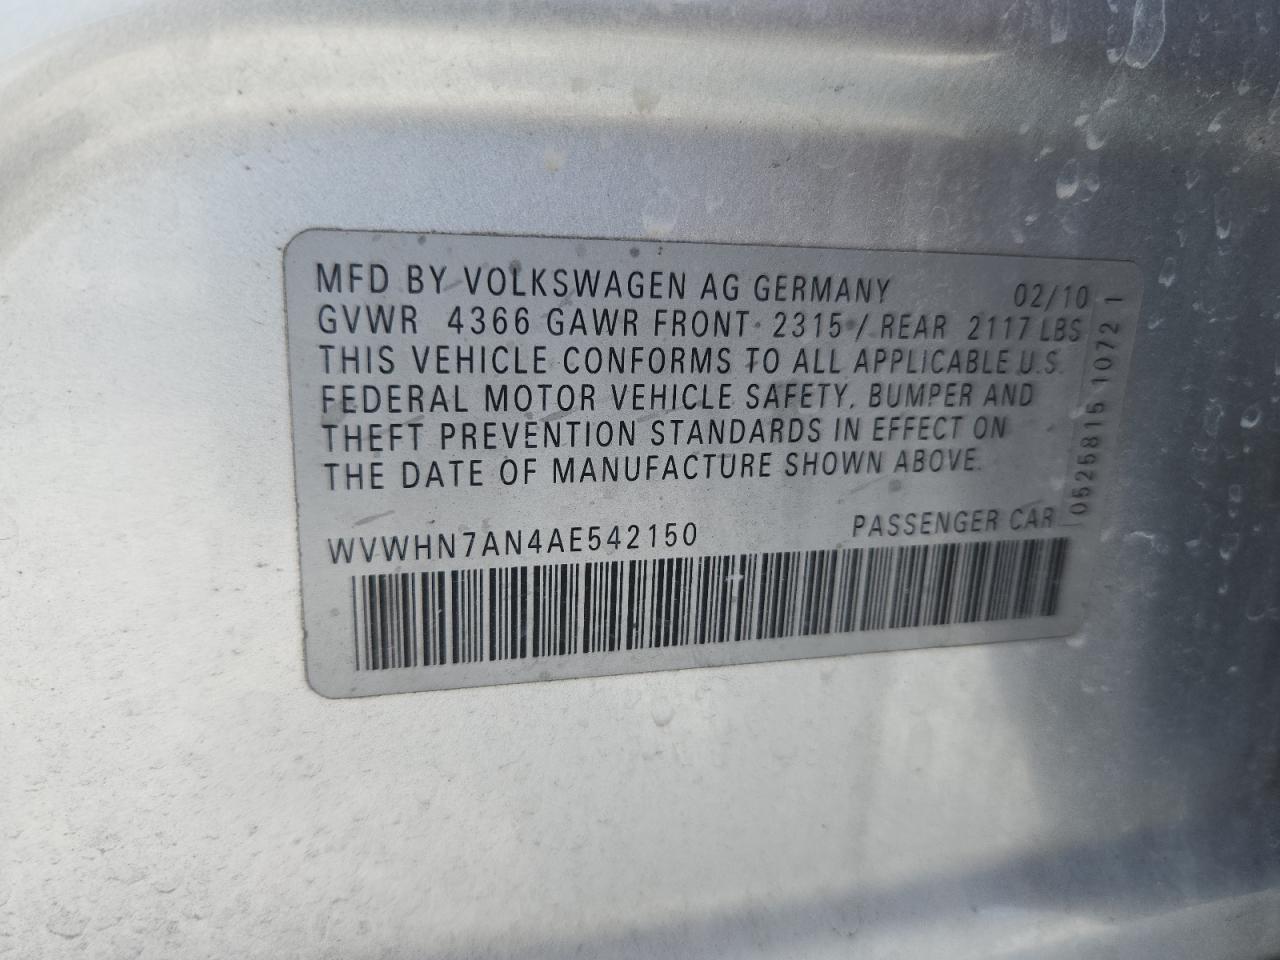 MFD BY VOLKSWAGEN AG GERMANY 02/10
GVWR 4366 GAWR FRONT 2315 / REAR 2117 LBS
THIS VEHICLE CONFORMS TO ALL APPLICABLE U.S.
FEDERAL MOTOR VEHICLE SAFETY, BUMPER AND
THEFT PREVENTION STANDARDS IN EFFECT ON
THE DATE OF MANUFACTURE SHOWN ABOVE.
WVWHN7AN4AE542150 PASSENGER CAR
0525815 1072 1